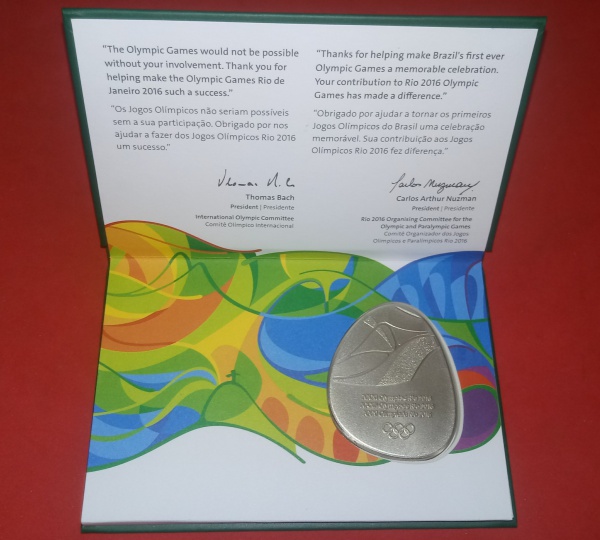 "The Olympic Games would not be possible
without your involvement. Thank you for
helping make the Olympic Games Rio de
Janeiro 2016 such a success."
"Os Jogos Olímpicos não seriam possíveis
sem a sua participação. Obrigado por nos
ajudar a fazer dos Jogos Olímpicos Rio 2016
um sucesso."
Thomas Bach
President | Presidente
International Olympic Committee
Comitê Olímpico Internacional
"Thanks for helping make Brazil's first ever
Olympic Games a memorable celebration.
Your contribution to Rio 2016 Olympic
Games has made a difference."
"Obrigado por ajudar a tornar os primeiros
Jogos Olímpicos do Brasil uma celebração
memorável. Sua contribuição aos Jogos
Olímpicos Rio 2016 fez diferença."
Carlos Arthur Nuzman
President | Presidente
Rio 2016 Organising Committee for the
Olympic and Paralympic Games
Comitê Organizador dos Jogos
Olímpicos e Paralímpicos Rio 2016